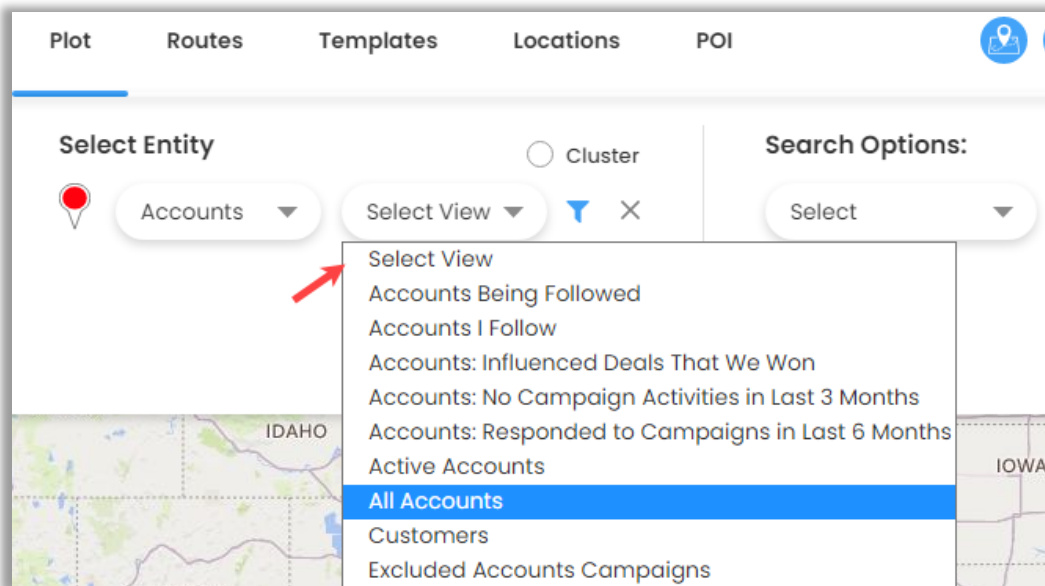 Plot Routes Templates Locations POI
Select Entity
Cluster
Search Options:
Accounts
Select View
Select
Select View
Accounts Being Followed
Accounts I Follow
Accounts: Influenced Deals That We Won
Accounts: No Campaign Activities in Last 3 Months
Accounts: Responded to Campaigns in Last 6 Months
Active Accounts
All Accounts
Customers
Excluded Accounts Campaigns
IDAHO
IOWA